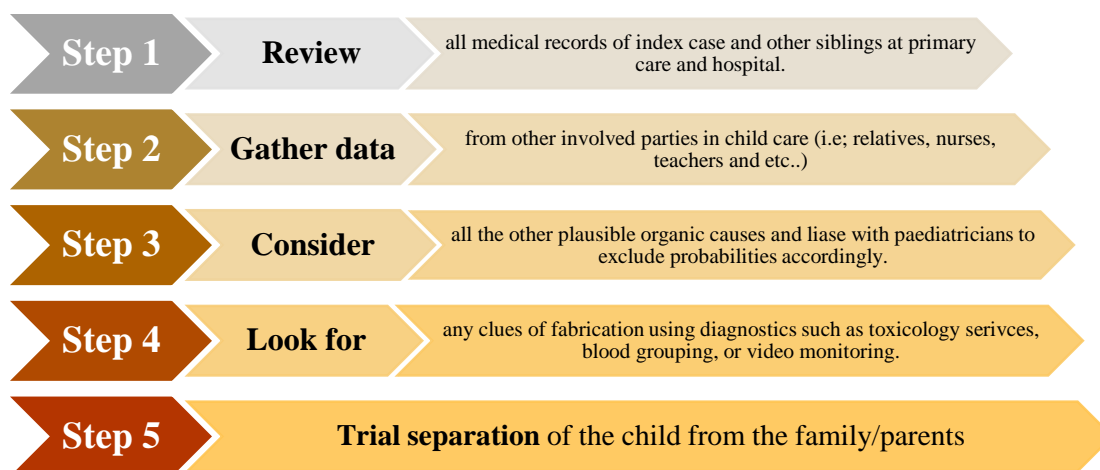 Step 1
Review
all medical records of index case and other siblings at primary
care and hospital.
Step 2
Gather data
from other involved parties in child care (i.e; relatives, nurses,
teachers and etc..)
Step 3
Consider
all the other plausible organic causes and liase with paediatricians to
exclude probabilities accordingly.
Step 4
Look for
any clues of fabrication using diagnostics such as toxicology serivces,
blood grouping, or video monitoring.
Step 5
Trial separation of the child from the family/parents